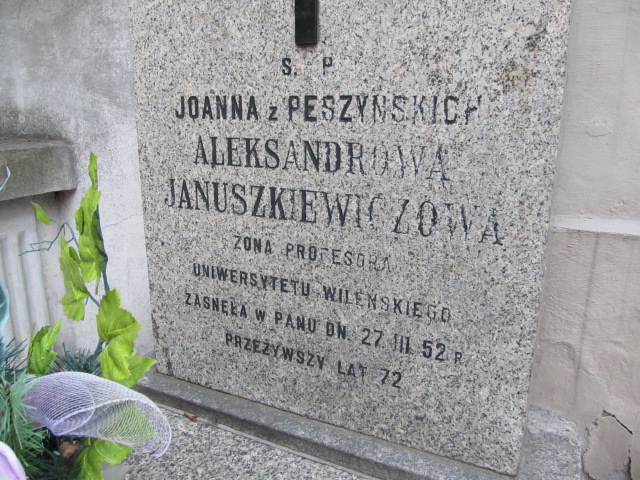 Ś. P.
JOANNA z PESZYŃSKICH
ALEKSANDROWA
JANUSZKIEWICZOWA
ŻONA PROFESORA
UNIWERSYTETU WILEŃSKIEGO
ZASNĘŁA W PANU DN. 27 III 52 R.
PRZEŻYWSZY LAT 72